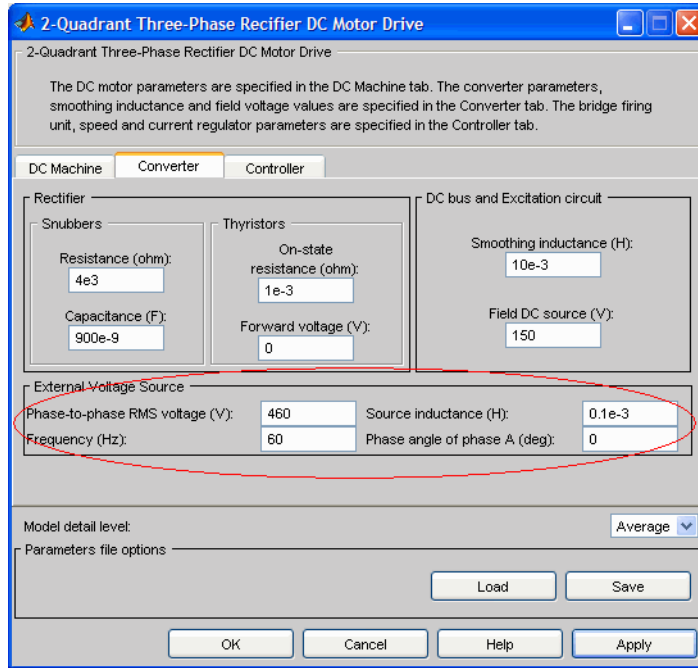 2-Quadrant Three-Phase Rectifier DC Motor Drive
2-Quadrant Three-Phase Rectifier DC Motor Drive
The DC motor parameters are specified in the DC Machine tab. The converter parameters,
smoothing inductance and field voltage values are specified in the Converter tab. The bridge firing
unit, speed and current regulator parameters are specified in the Controller tab.
DC Machine
Converter
Controller
Rectifier
Snubbers
Resistance (ohm):
4e3
Capacitance (F):
900e-9
Thyristors
On-state
resistance (ohm):
1e-3
Forward voltage (V):
0
DC bus and Excitation circuit
Smoothing inductance (H):
10e-3
Field DC source (V):
150
External Voltage Source
Phase-to-phase RMS voltage (V):
460
Source inductance (H):
0.1e-3
Frequency (Hz):
60
Phase angle of phase A (deg):
0
Model detail level:
Average
Parameters file options
Load
Save
OK
Cancel
Help
Apply